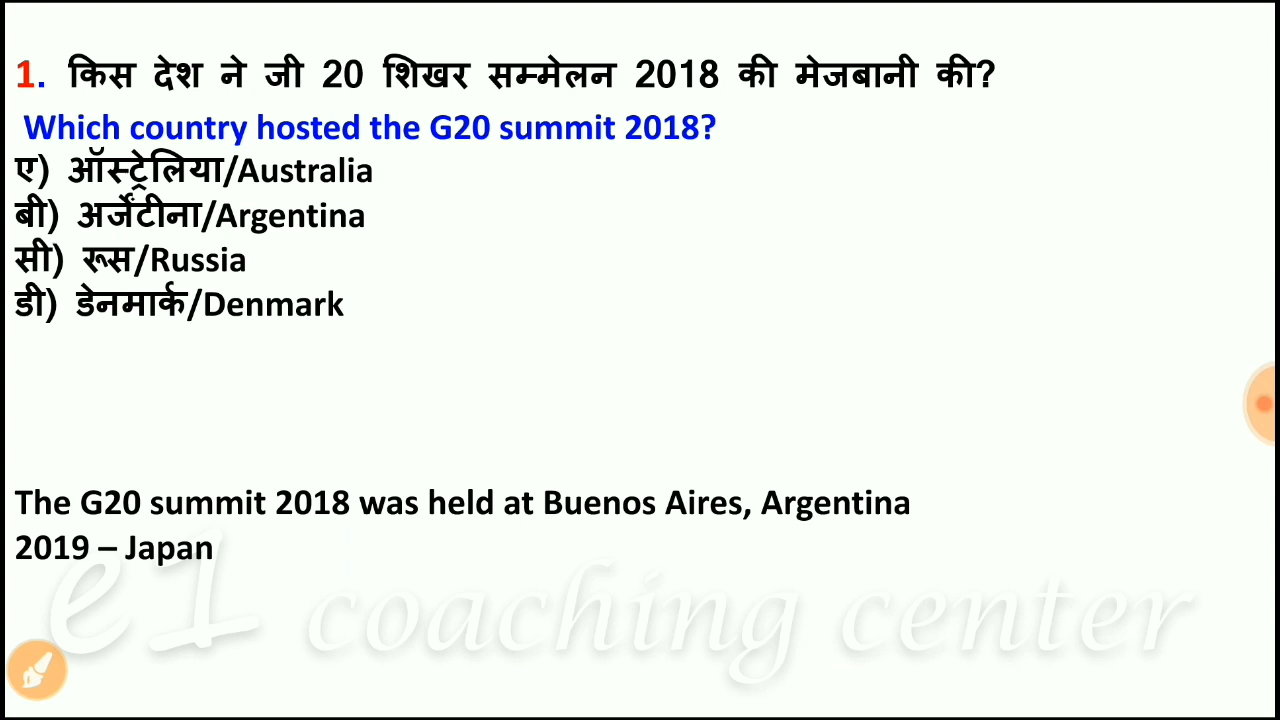 1. किस देश ने जी 20 शिखर सम्मेलन 2018 की मेजबानी की?
Which country hosted the G20 summit 2018?
ए) ऑस्ट्रेलिया/Australia
बी) अर्जेंटीना/Argentina
सी) रूस/Russia
डी) डेनमार्क/Denmark
The G20 summit 2018 was held at Buenos Aires, Argentina
2019 – Japan
e1 coaching center